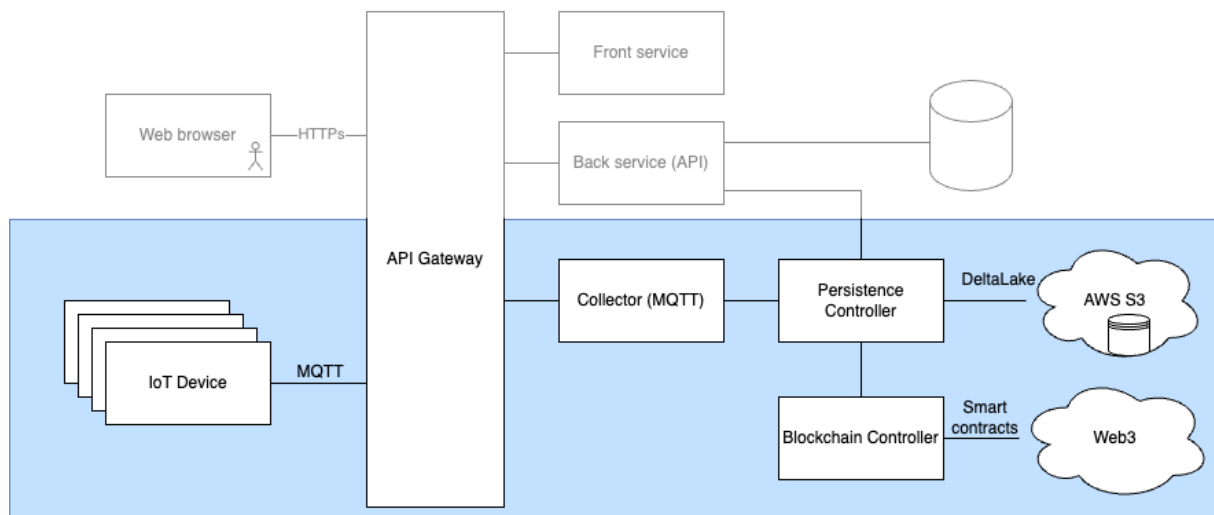 Front service
Web browser
HTTPs
Back service (API)
API Gateway
Collector (MQTT)
Persistence
Controller
DeltaLake
AWS S3
IoT Device
MQTT
Blockchain Controller
Smart
contracts
Web3